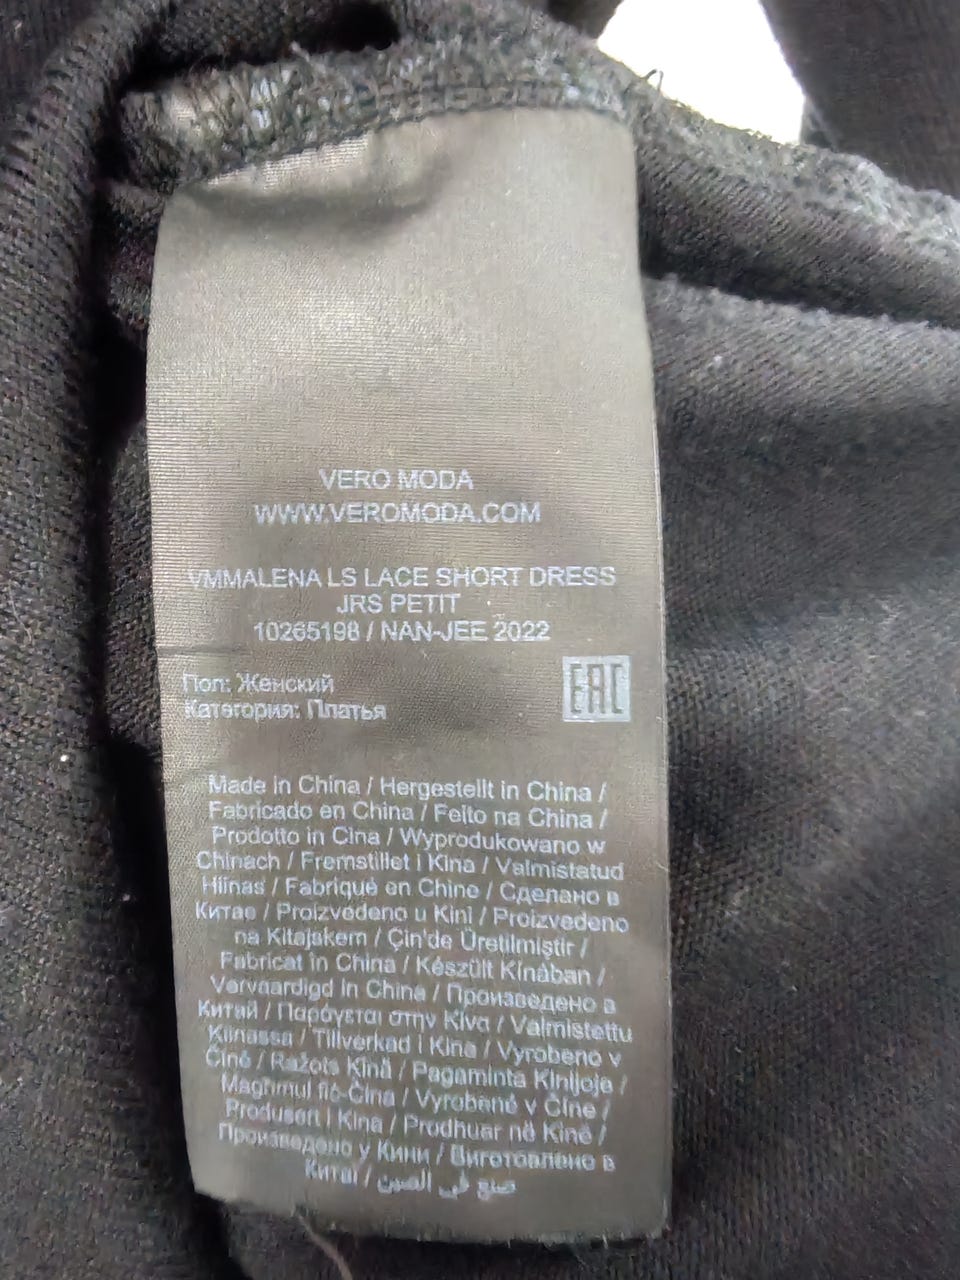 VERO MODA
WWW.VEROMODA.COM
VMMALENA LS LACE SHORT DRESS
JRS PETIT
10265198 / NAN-JEE 2022
Пол: Женский
Категория: Платья
EAC
Made in China / Hergestellt in China /
Fabricado en China / Feito na China /
Prodotto in Cina / Wyprodukowano w
Chinach / Fremstillet i Kina / Valmistatud
Hiinas / Fabriqué en Chine / Сделано в
Китае / Proizvedeno u Kini / Proizvedeno
na Kitajskem / Çin'de Üretilmiştir /
Fabricat în China / Készült Kínában /
Vervaardigd in China / Произведено в
Китай / Παράγεται στην Κίνα / Valmistettu
Kiinassa / Tillverkad i Kina / Vyrobeno v
Číně / Ražots Ķīnā / Pagaminta Kinijoje /
Magħmul fiċ-Ċina / Vyrobené v Číne /
Produsert i Kina / Prodhuar në Kinë /
Произведено у Кини / Виготовлено в
Китаї / صنع في الصين